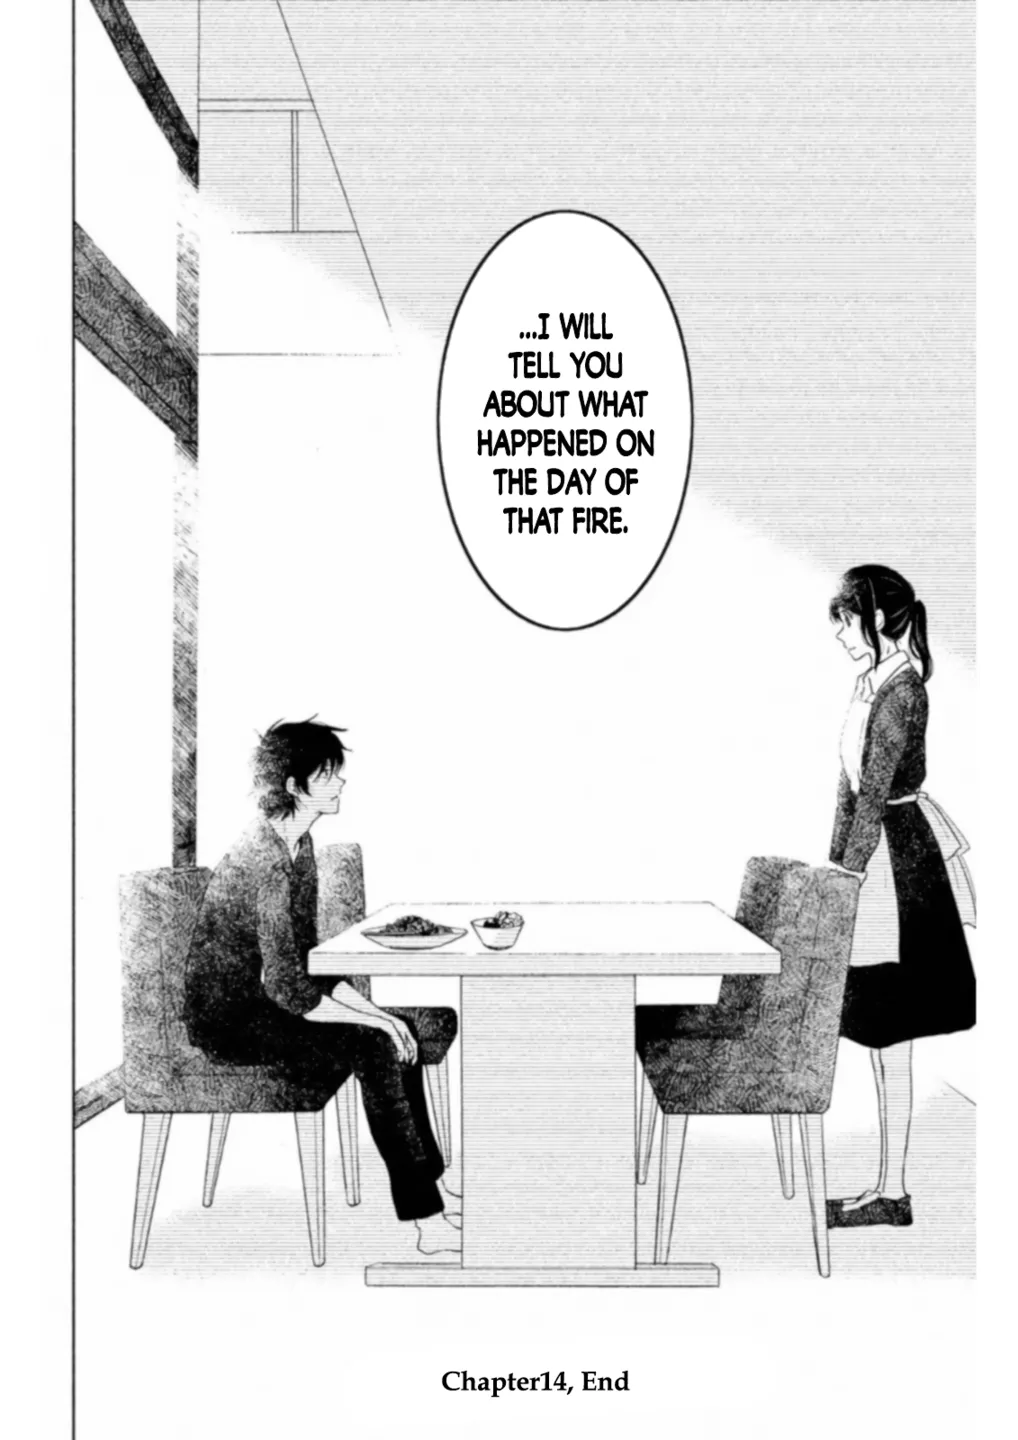 ...I WILL
TELL YOU
ABOUT WHAT
HAPPENED ON
THE DAY OF
THAT FIRE.
Chapter14, End